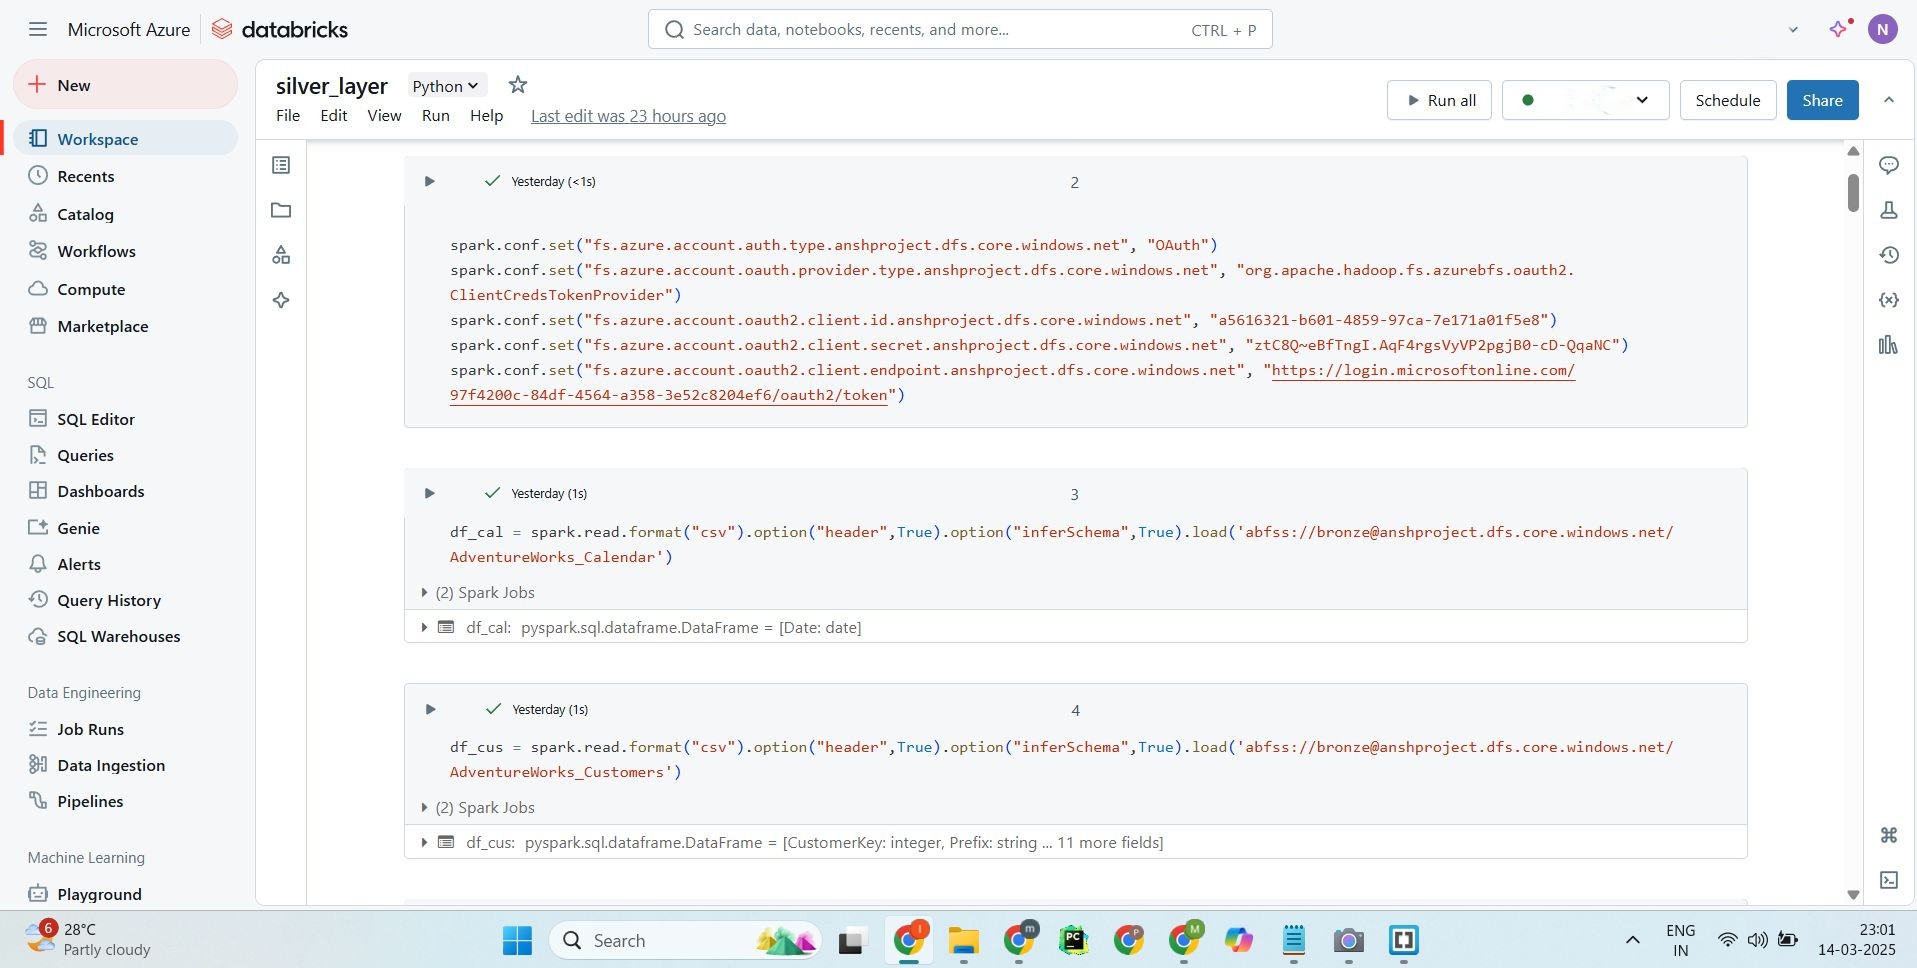 Microsoft Azure
databricks
Search data, notebooks, recents, and more...
CTRL + P
N
New
Workspace
Recents
Catalog
Workflows
Compute
Marketplace
SQL
SQL Editor
Queries
Dashboards
Genie
Alerts
Query History
SQL Warehouses
Data Engineering
Job Runs
Data Ingestion
Pipelines
Machine Learning
Playground
silver_layer
Python
File Edit View Run Help Last edit was 23 hours ago
Run all
Schedule
Share
Yesterday (<1s)
2
spark.conf.set("fs.azure.account.auth.type.anshproject.dfs.core.windows.net", "OAuth")
spark.conf.set("fs.azure.account.oauth.provider.type.anshproject.dfs.core.windows.net", "org.apache.hadoop.fs.azurebfs.oauth2.
ClientCredsTokenProvider")
spark.conf.set("fs.azure.account.oauth2.client.id.anshproject.dfs.core.windows.net", "a5616321-b601-4859-97ca-7e171a01f5e8")
spark.conf.set("fs.azure.account.oauth2.client.secret.anshproject.dfs.core.windows.net", "ztC8Q~eBfTngI.AqF4rgsVyVP2pgjB0-cD-QqaNC")
spark.conf.set("fs.azure.account.oauth2.client.endpoint.anshproject.dfs.core.windows.net", "https://login.microsoftonline.com/
97f4200c-84df-4564-a358-3e52c8204ef6/oauth2/token")
Yesterday (1s)
3
df_cal = spark.read.format("csv").option("header",True).option("inferSchema",True).load('abfss://bronze@anshproject.dfs.core.windows.net/
AdventureWorks_Calendar')
(2) Spark Jobs
df_cal: pyspark.sql.dataframe.DataFrame = [Date: date]
Yesterday (1s)
4
df_cus = spark.read.format("csv").option("header",True).option("inferSchema",True).load('abfss://bronze@anshproject.dfs.core.windows.net/
AdventureWorks_Customers')
(2) Spark Jobs
df_cus: pyspark.sql.dataframe.DataFrame = [CustomerKey: integer, Prefix: string ... 11 more fields]
6
28°C
Partly cloudy
Search
I
m
PC
P
M
ENG
IN
23:01
14-03-2025